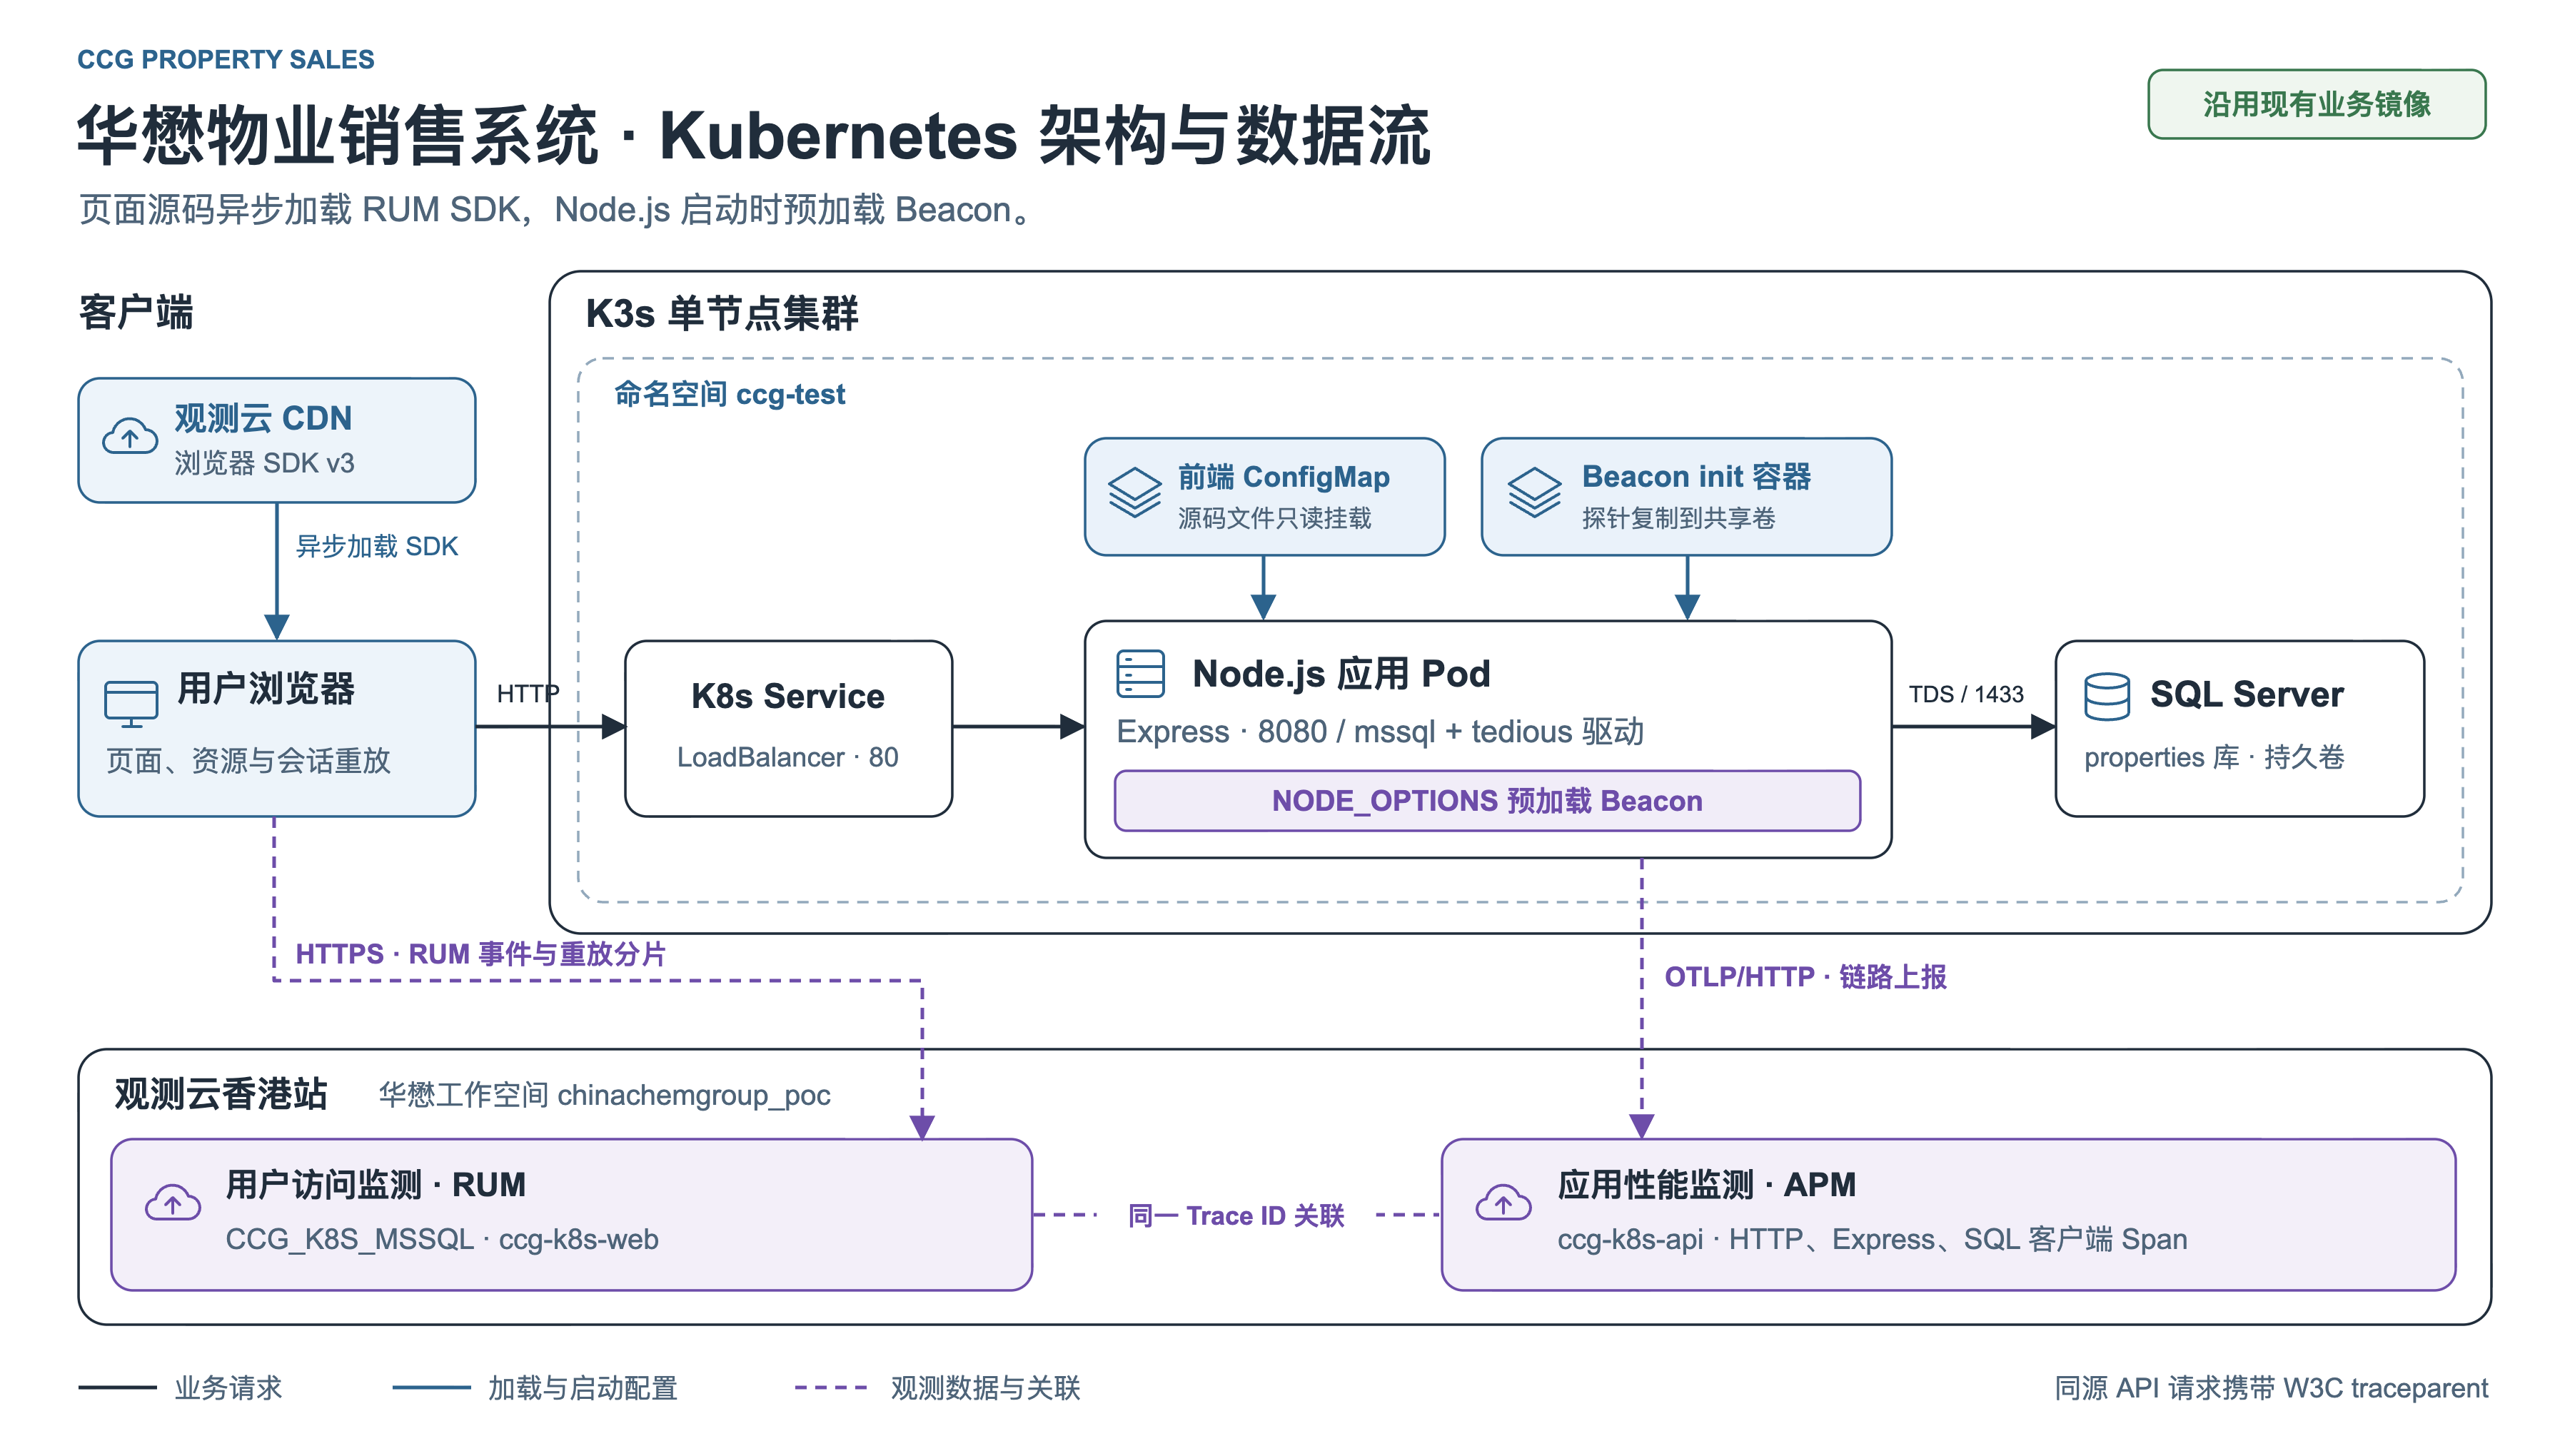 CCG PROPERTY SALES
华懋物业销售系统 · Kubernetes 架构与数据流
沿用现有业务镜像
页面源码异步加载 RUM SDK，Node.js 启动时预加载 Beacon。
客户端
K3s 单节点集群
命名空间 ccg-test
观测云 CDN
浏览器 SDK v3
前端 ConfigMap
源码文件只读挂载
Beacon init 容器
探针复制到共享卷
异步加载 SDK
用户浏览器
页面、资源与会话重放
HTTP
K8s Service
LoadBalancer · 80
Node.js 应用 Pod
Express · 8080 / mssql + tedious 驱动
NODE_OPTIONS 预加载 Beacon
TDS / 1433
SQL Server
properties 库 · 持久卷
HTTPS · RUM 事件与重放分片
OTLP/HTTP · 链路上报
观测云香港站
华懋工作空间 chinachemgroup_poc
用户访问监测 · RUM
CCG_K8S_MSSQL · ccg-k8s-web
同一 Trace ID 关联
应用性能监测 · APM
ccg-k8s-api · HTTP、Express、SQL 客户端 Span
业务请求
加载与启动配置
观测数据与关联
同源 API 请求携带 W3C traceparent